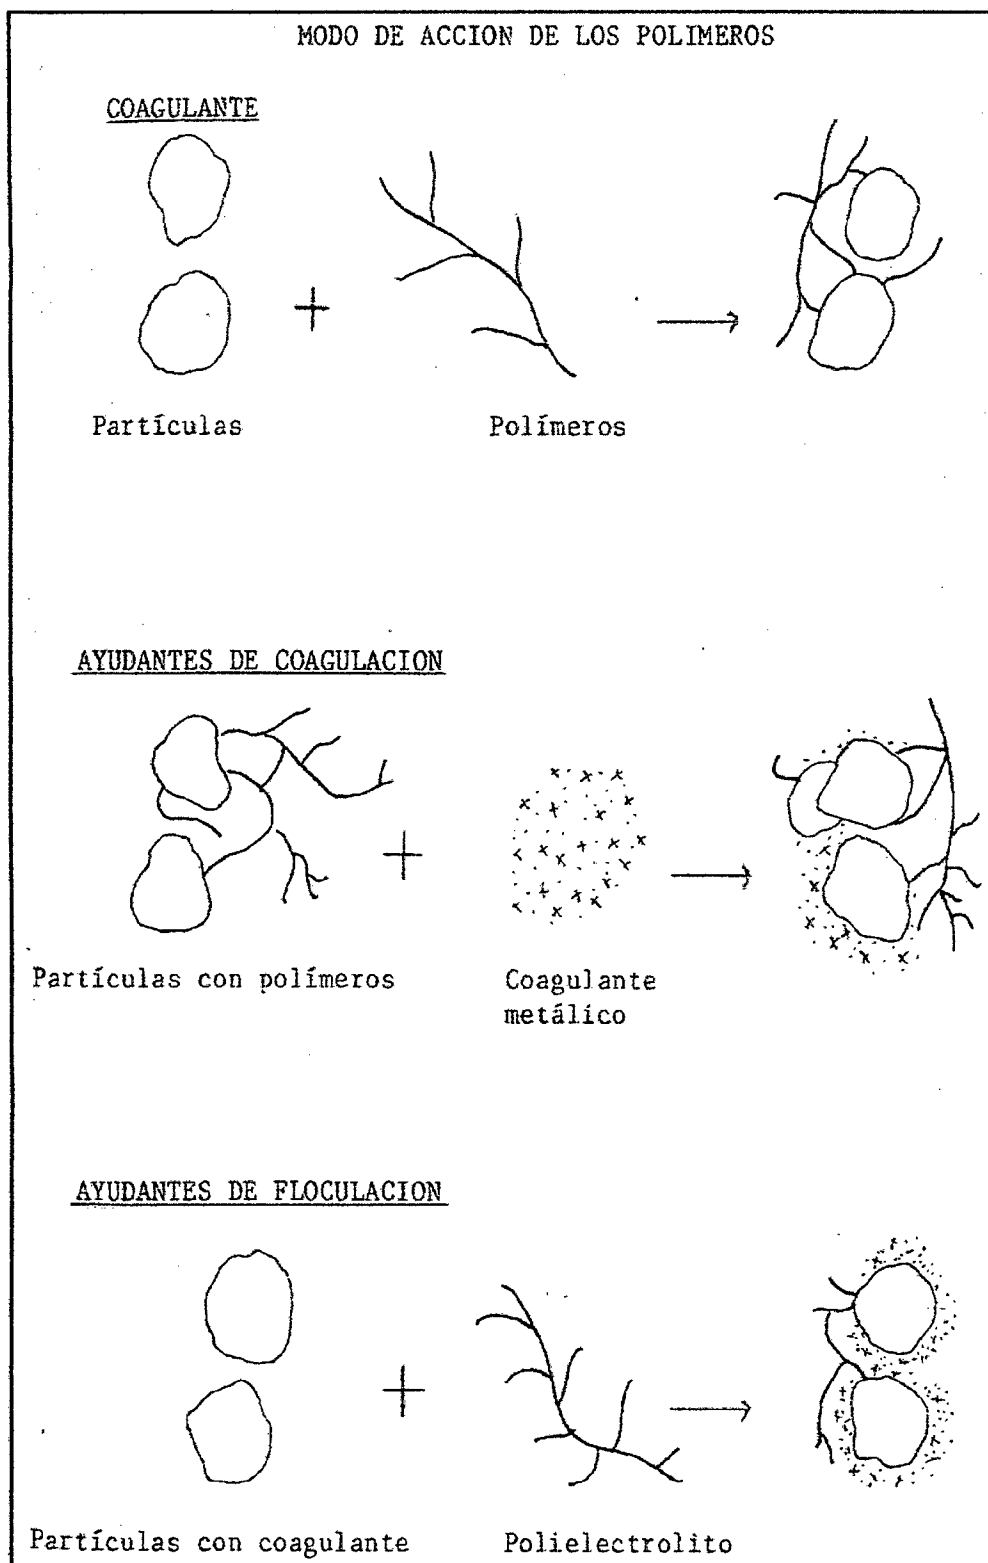 MODO DE ACCION DE LOS POLIMEROS
COAGULANTE
+
Partículas
Polímeros
AYUDANTES DE COAGULACION
+
Partículas con polímeros
Coagulante
metálico
AYUDANTES DE FLOCULACION
+
Partículas con coagulante
Polielectrolito